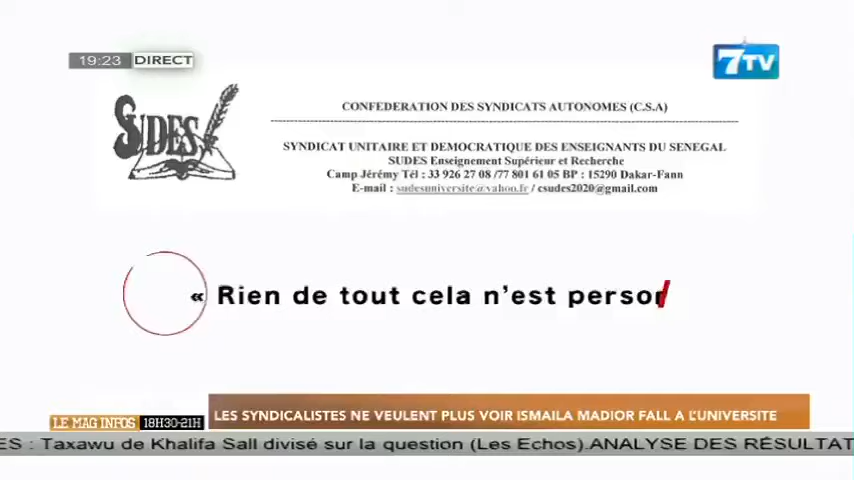 19:23 DIRECT
7TV
SUDES
CONFEDERATION DES SYNDICATS AUTONOMES (C.S.A)
SYNDICAT UNITAIRE ET DEMOCRATIQUE DES ENSEIGNANTS DU SENEGAL
SUDES Enseignement Supérieur et Recherche
Camp Jérémy Tél : 33 926 27 08 /77 801 61 05 BP : 15290 Dakar-Fann
E-mail : sudesuniversite@yahoo.fr / csudes2020@gmail.com
« Rien de tout cela n'est person
LES SYNDICALISTES NE VEULENT PLUS VOIR ISMAILA MADIOR FALL A L'UNIVERSITE
LE MAG INFOS 18H30-21H
ES : Taxawu de Khalifa Sall divisé sur la question (Les Echos).ANALYSE DES RÉSULTAT